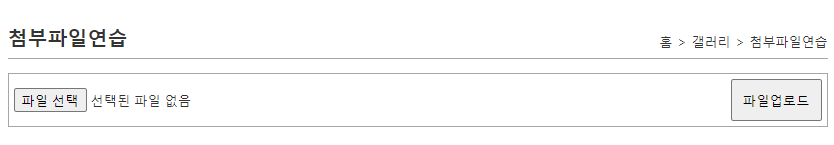 첨부파일연습
홈 > 갤러리 > 첨부파일연습
파일 선택 선택된 파일 없음
파일업로드